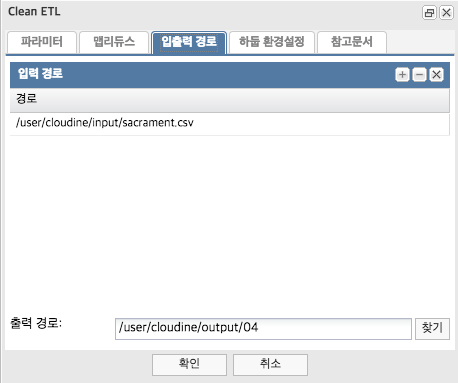 Clean ETL
파라미터 맵리듀스 입출력 경로 하둡 환경설정 참고문서
입력 경로
경로
/user/cloudine/input/sacrament.csv
출력 경로: /user/cloudine/output/04 찾기
확인 취소